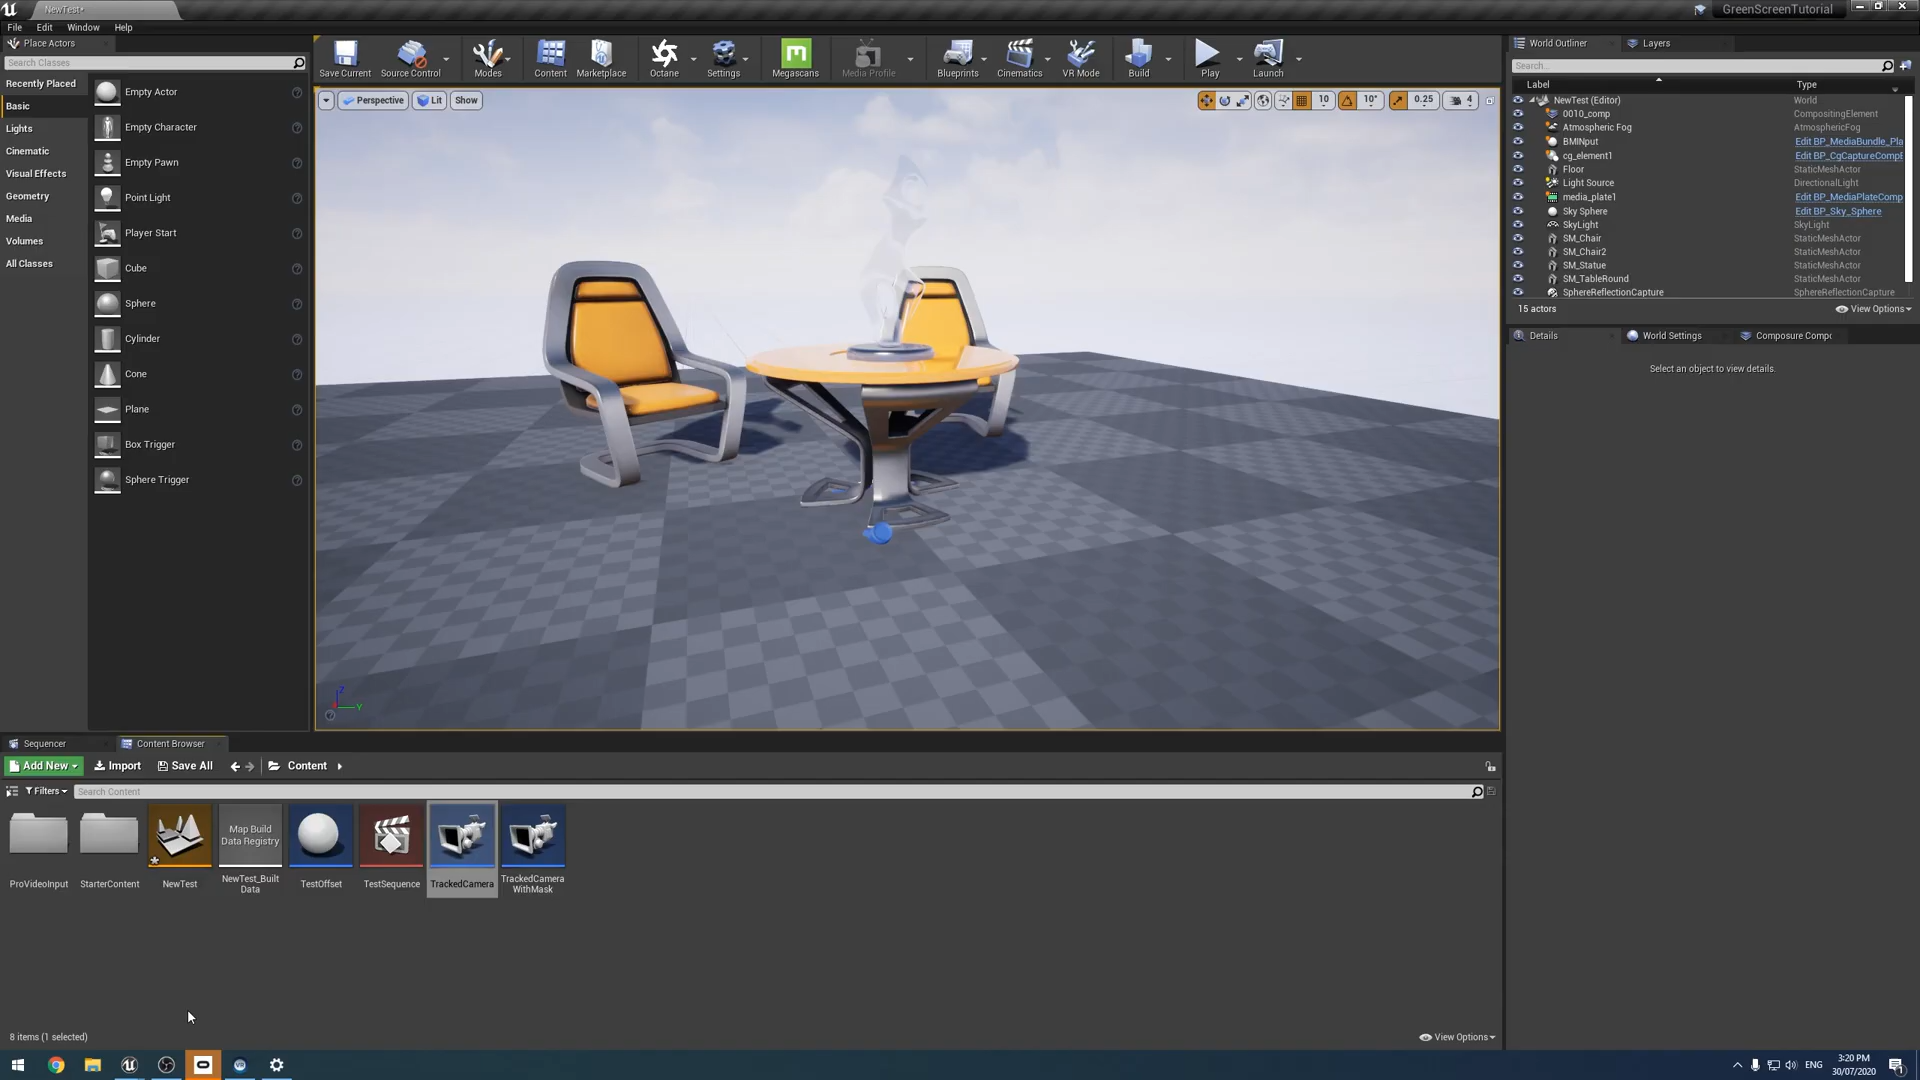 NewTest*
GreenScreenTutorial
File Edit Window Help
Place Actors
Search Classes
Recently Placed
Basic
Lights
Cinematic
Visual Effects
Geometry
Media
Volumes
All Classes
Empty Actor
Empty Character
Empty Pawn
Point Light
Player Start
Cube
Sphere
Cylinder
Cone
Plane
Box Trigger
Sphere Trigger
Save Current
Source Control
Modes
Content
Marketplace
Octane
Settings
Megascans
Media Profile
Blueprints
Cinematics
VR Mode
Build
Play
Launch
Perspective
Lit
Show
10
10°
0.25
4
Z
Y
World Outliner
Layers
Search...
Label Type
NewTest (Editor) World
0010_comp CompositingElement
Atmospheric Fog AtmosphericFog
BMINput Edit BP_MediaBundle_Pla
cg_element1 Edit BP_CgCaptureCompE
Floor StaticMeshActor
Light Source DirectionalLight
media_plate1 Edit BP_MediaPlateComp
Sky Sphere Edit BP_Sky_Sphere
SkyLight SkyLight
SM_Chair StaticMeshActor
SM_Chair2 StaticMeshActor
SM_Statue StaticMeshActor
SM_TableRound StaticMeshActor
SphereReflectionCapture SphereReflectionCapture
15 actors
View Options
Details
World Settings
Composure Compo
Select an object to view details.
Sequencer
Content Browser
Add New
Import
Save All
Content
Filters
Search Content
ProVideoInput
StarterContent
NewTest
Map Build
Data Registry
NewTest_Built
Data
TestOffset
TestSequence
TrackedCamera
TrackedCamera
WithMask
8 items (1 selected)
View Options
ENG
3:20 PM
30/07/2020